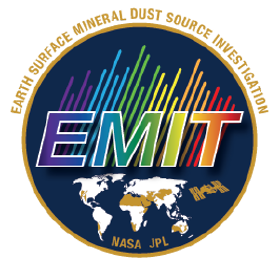 EARTH SURFACE MINERAL DUST SOURCE INVESTIGATION
EMIT
NASA JPL